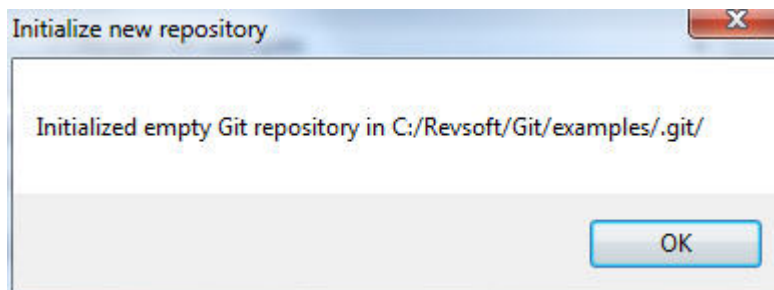 Initialize new repository
Initialized empty Git repository in C:/Revsoft/Git/examples/.git/
OK